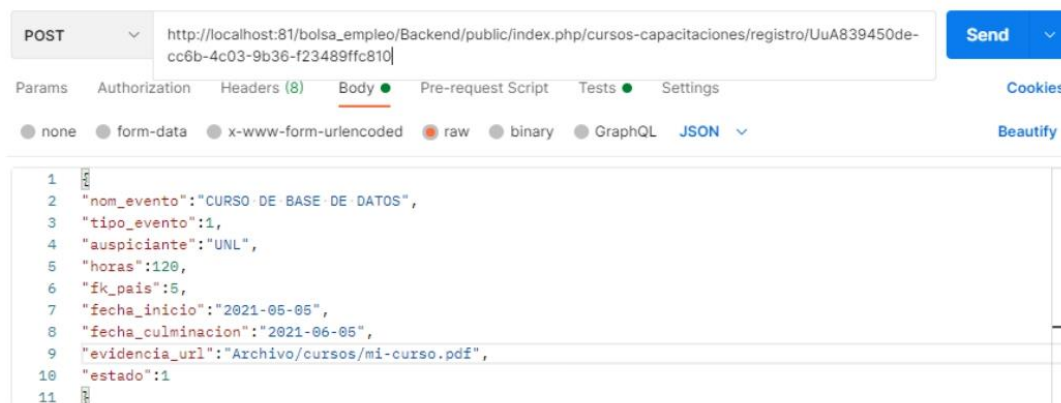 POST
http://localhost:81/bolsa_empleo/Backend/public/index.php/cursos-capacitaciones/registro/UuA839450de-
cc6b-4c03-9b36-f23489ffc810
Send
Params Authorization Headers (8) Body Pre-request Script Tests Settings Cookies
none form-data x-www-form-urlencoded raw binary GraphQL JSON Beautify
1 {
2 "nom_evento":"CURSO DE BASE DE DATOS",
3 "tipo_evento":1,
4 "auspiciante":"UNL",
5 "horas":120,
6 "fk_pais":5,
7 "fecha_inicio":"2021-05-05",
8 "fecha_culminacion":"2021-06-05",
9 "evidencia_url":"Archivo/cursos/mi-curso.pdf",
10 "estado":1
11 }